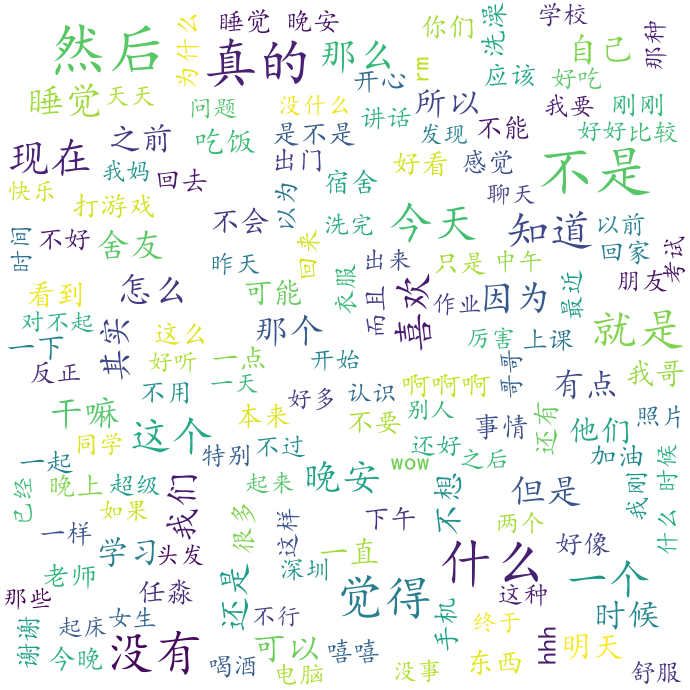 睡觉 晚安
你们
学校
然后
为什么
真的
那么
rm
洗澡
自己
那种
开心
应该
好吃
睡觉
天天
问题
没什么
所以
我要
刚刚
吃饭
讲话
之前
是不是
发现
不能
好好
比较
现在
我妈
回去
出门
好看
感觉
不是
快乐
打游戏
以为
宿舍
聊天
时间
不好
舍友
不会
洗完
今天
知道
以前
回家
考试
昨天
回来
出来
只是
中午
朋友
看到
怎么
可能
衣服
而且
喜欢
作业
因为
最近
对不起
其实
这么
那个
厉害
上课
就是
一下
反正
好听
一点
开始
哥哥
我哥
不用
一天
好多
认识
啊啊啊
有点
干嘛
这个
本来
不要
别人
事情
还有
他们
照片
同学
特别
不过
还好
之后
加油
一起
wow
已经
晚上
超级
我们
起来
晚安
不想
但是
我刚
什么
时候
如果
很多
这样
下午
两个
一样
学习
头发
一直
什么
好像
老师
深圳
觉得
一个
那些
任淼
还是
这种
时候
谢谢
起床
女生
不行
手机
终于
hhh
明天
今晚
没有
喝酒
可以
电脑
嘻嘻
没事
东西
舒服